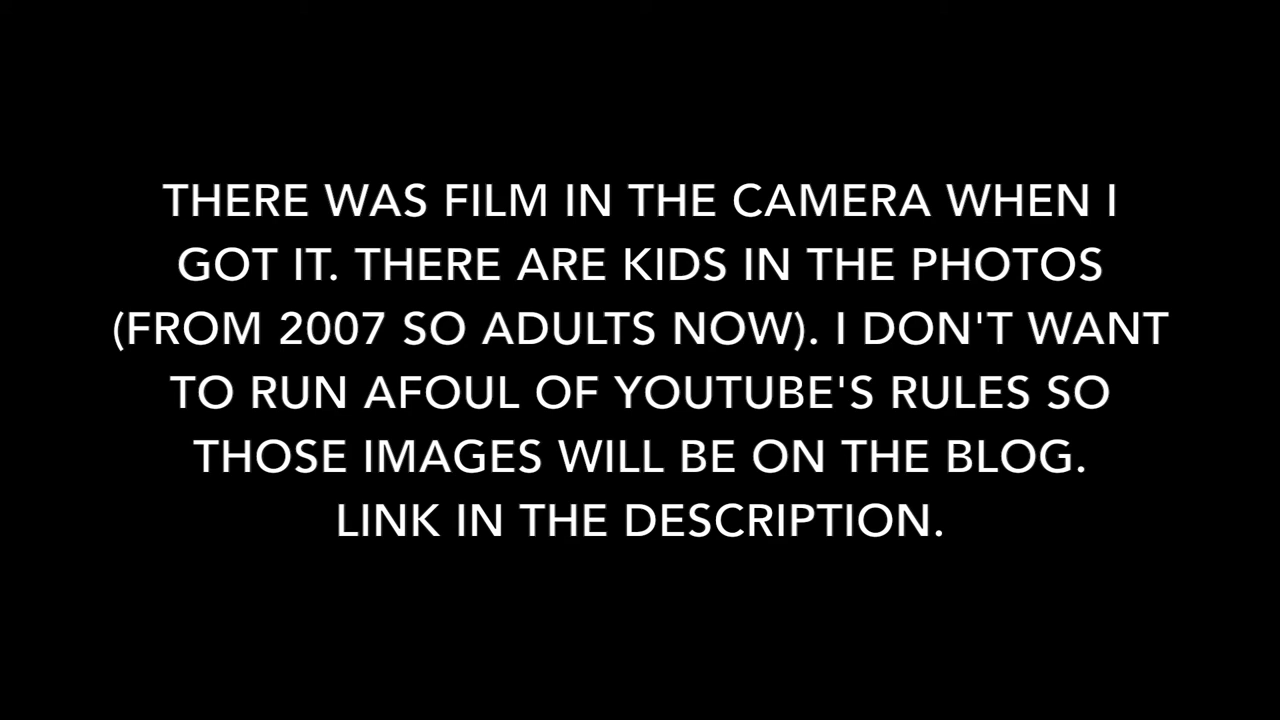 THERE WAS FILM IN THE CAMERA WHEN I
GOT IT. THERE ARE KIDS IN THE PHOTOS
(FROM 2007 SO ADULTS NOW). I DON'T WANT
TO RUN AFOUL OF YOUTUBE'S RULES SO
THOSE IMAGES WILL BE ON THE BLOG.
LINK IN THE DESCRIPTION.